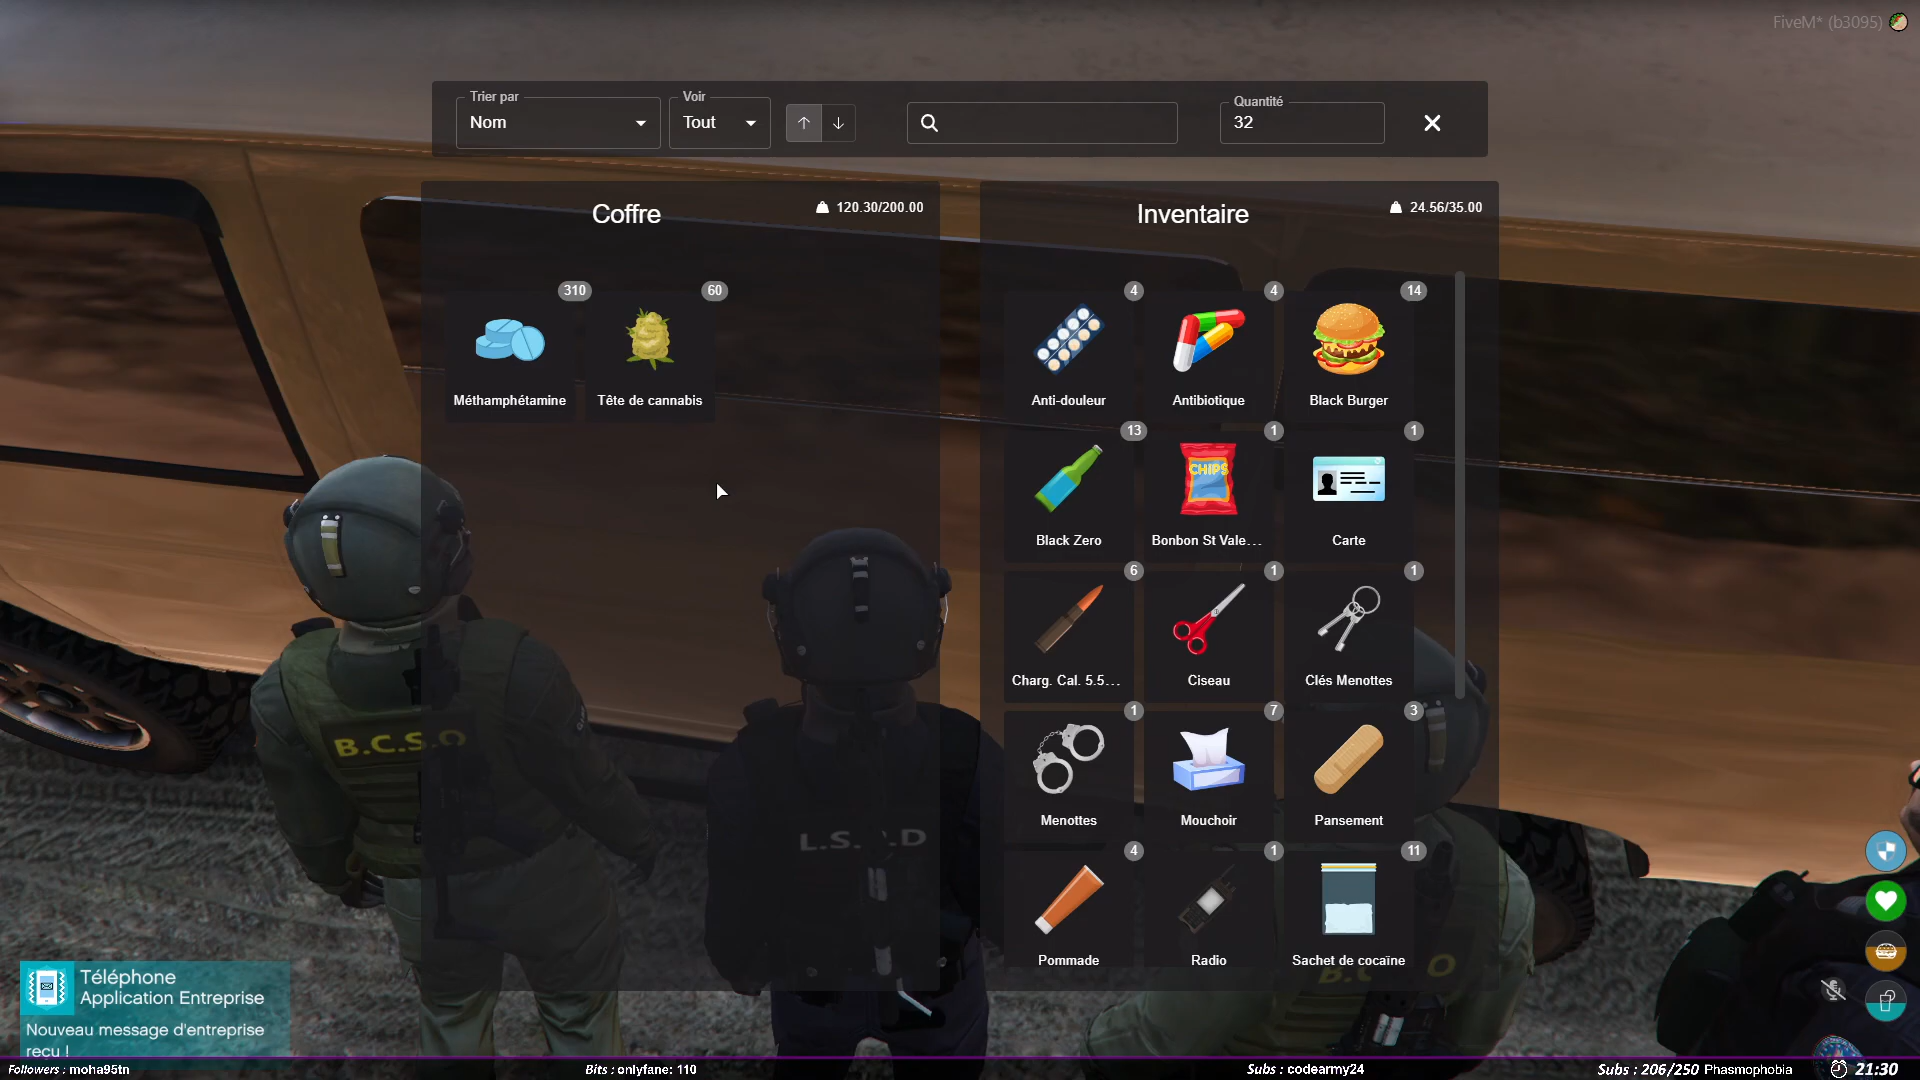 FiveM* (b3095)
Trier par
Nom
Voir
Tout
Quantité
32
Coffre
120.30/200.00
Inventaire
24.56/35.00
310
60
Méthamphétamine
Tête de cannabis
4
4
14
Anti-douleur
Antibiotique
Black Burger
13
1
1
CHIPS
Black Zero
Bonbon St Vale...
Carte
6
1
1
Charg. Cal. 5.5...
Ciseau
Clés Menottes
1
7
3
Menottes
Mouchoir
Pansement
4
1
11
Pommade
Radio
Sachet de cocaïne
B.C.S.O
Téléphone
Application Entreprise
Nouveau message d'entreprise
reçu !
Followers : moha95tn
Bits : onlyfane: 110
Subs : codearmy24
Subs : 206/250 Phasmophobia
21:30